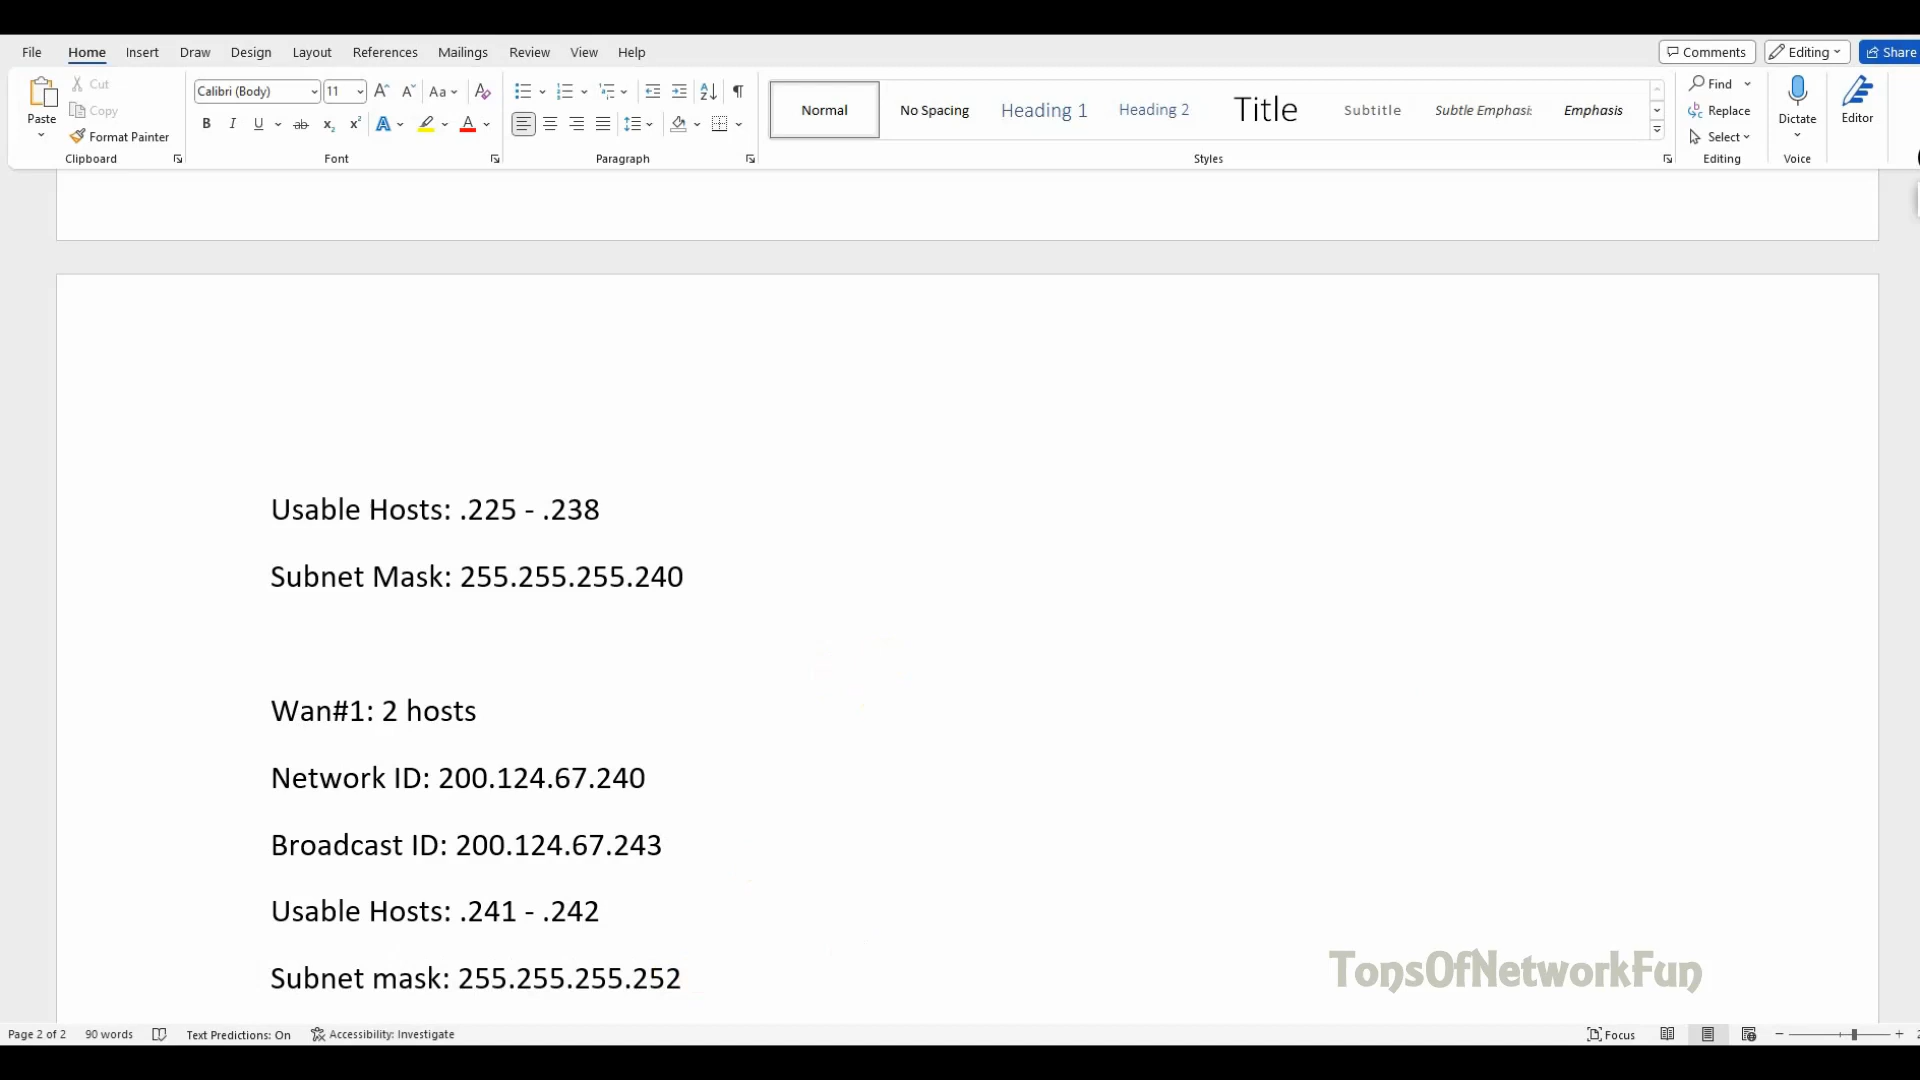 File Home Insert Draw Design Layout References Mailings Review View Help Comments Editing Share
Paste Cut Copy Format Painter Clipboard
Calibri (Body) 11 Font
Paragraph
Normal No Spacing Heading 1 Heading 2 Title Subtitle Subtle Emphasis Emphasis Styles
Find Replace Select Editing
Dictate Voice
Editor
Usable Hosts: .225 - .238
Subnet Mask: 255.255.255.240
Wan#1: 2 hosts
Network ID: 200.124.67.240
Broadcast ID: 200.124.67.243
Usable Hosts: .241 - .242
Subnet mask: 255.255.255.252
TonsOfNetworkFun
Page 2 of 2 90 words Text Predictions: On Accessibility: Investigate Focus